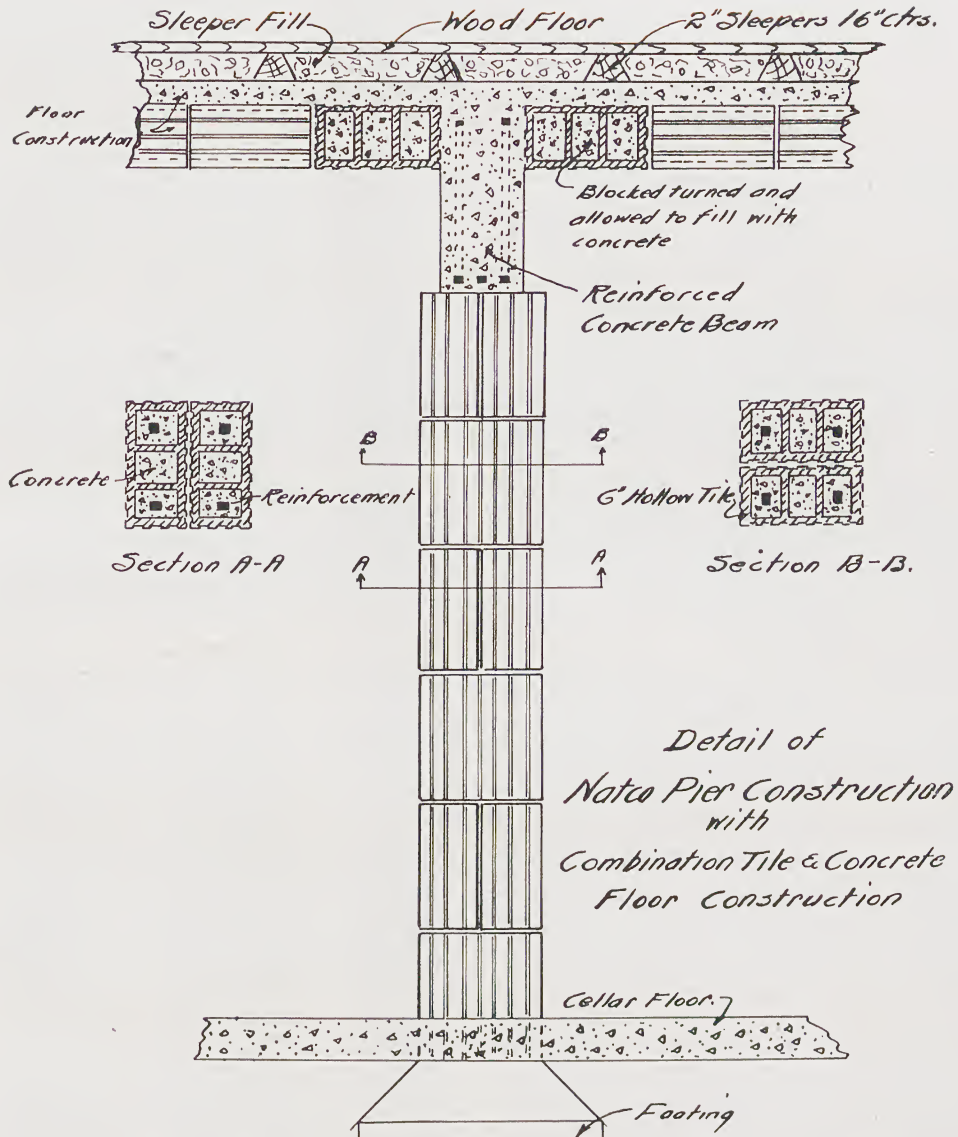 Sleeper Fill
Wood Floor
2" Sleepers 16" Ctrs.
Floor
Construction
Blocked turned and
allowed to fill with
concrete
Reinforced
Concrete Beam
B B
Concrete
Reinforcement
6" Hollow Tile
Section A-A
A A
Section B-B.
Detail of
Natco Pier Construction
with
Combination Tile & Concrete
Floor Construction
Cellar Floor.
Footing